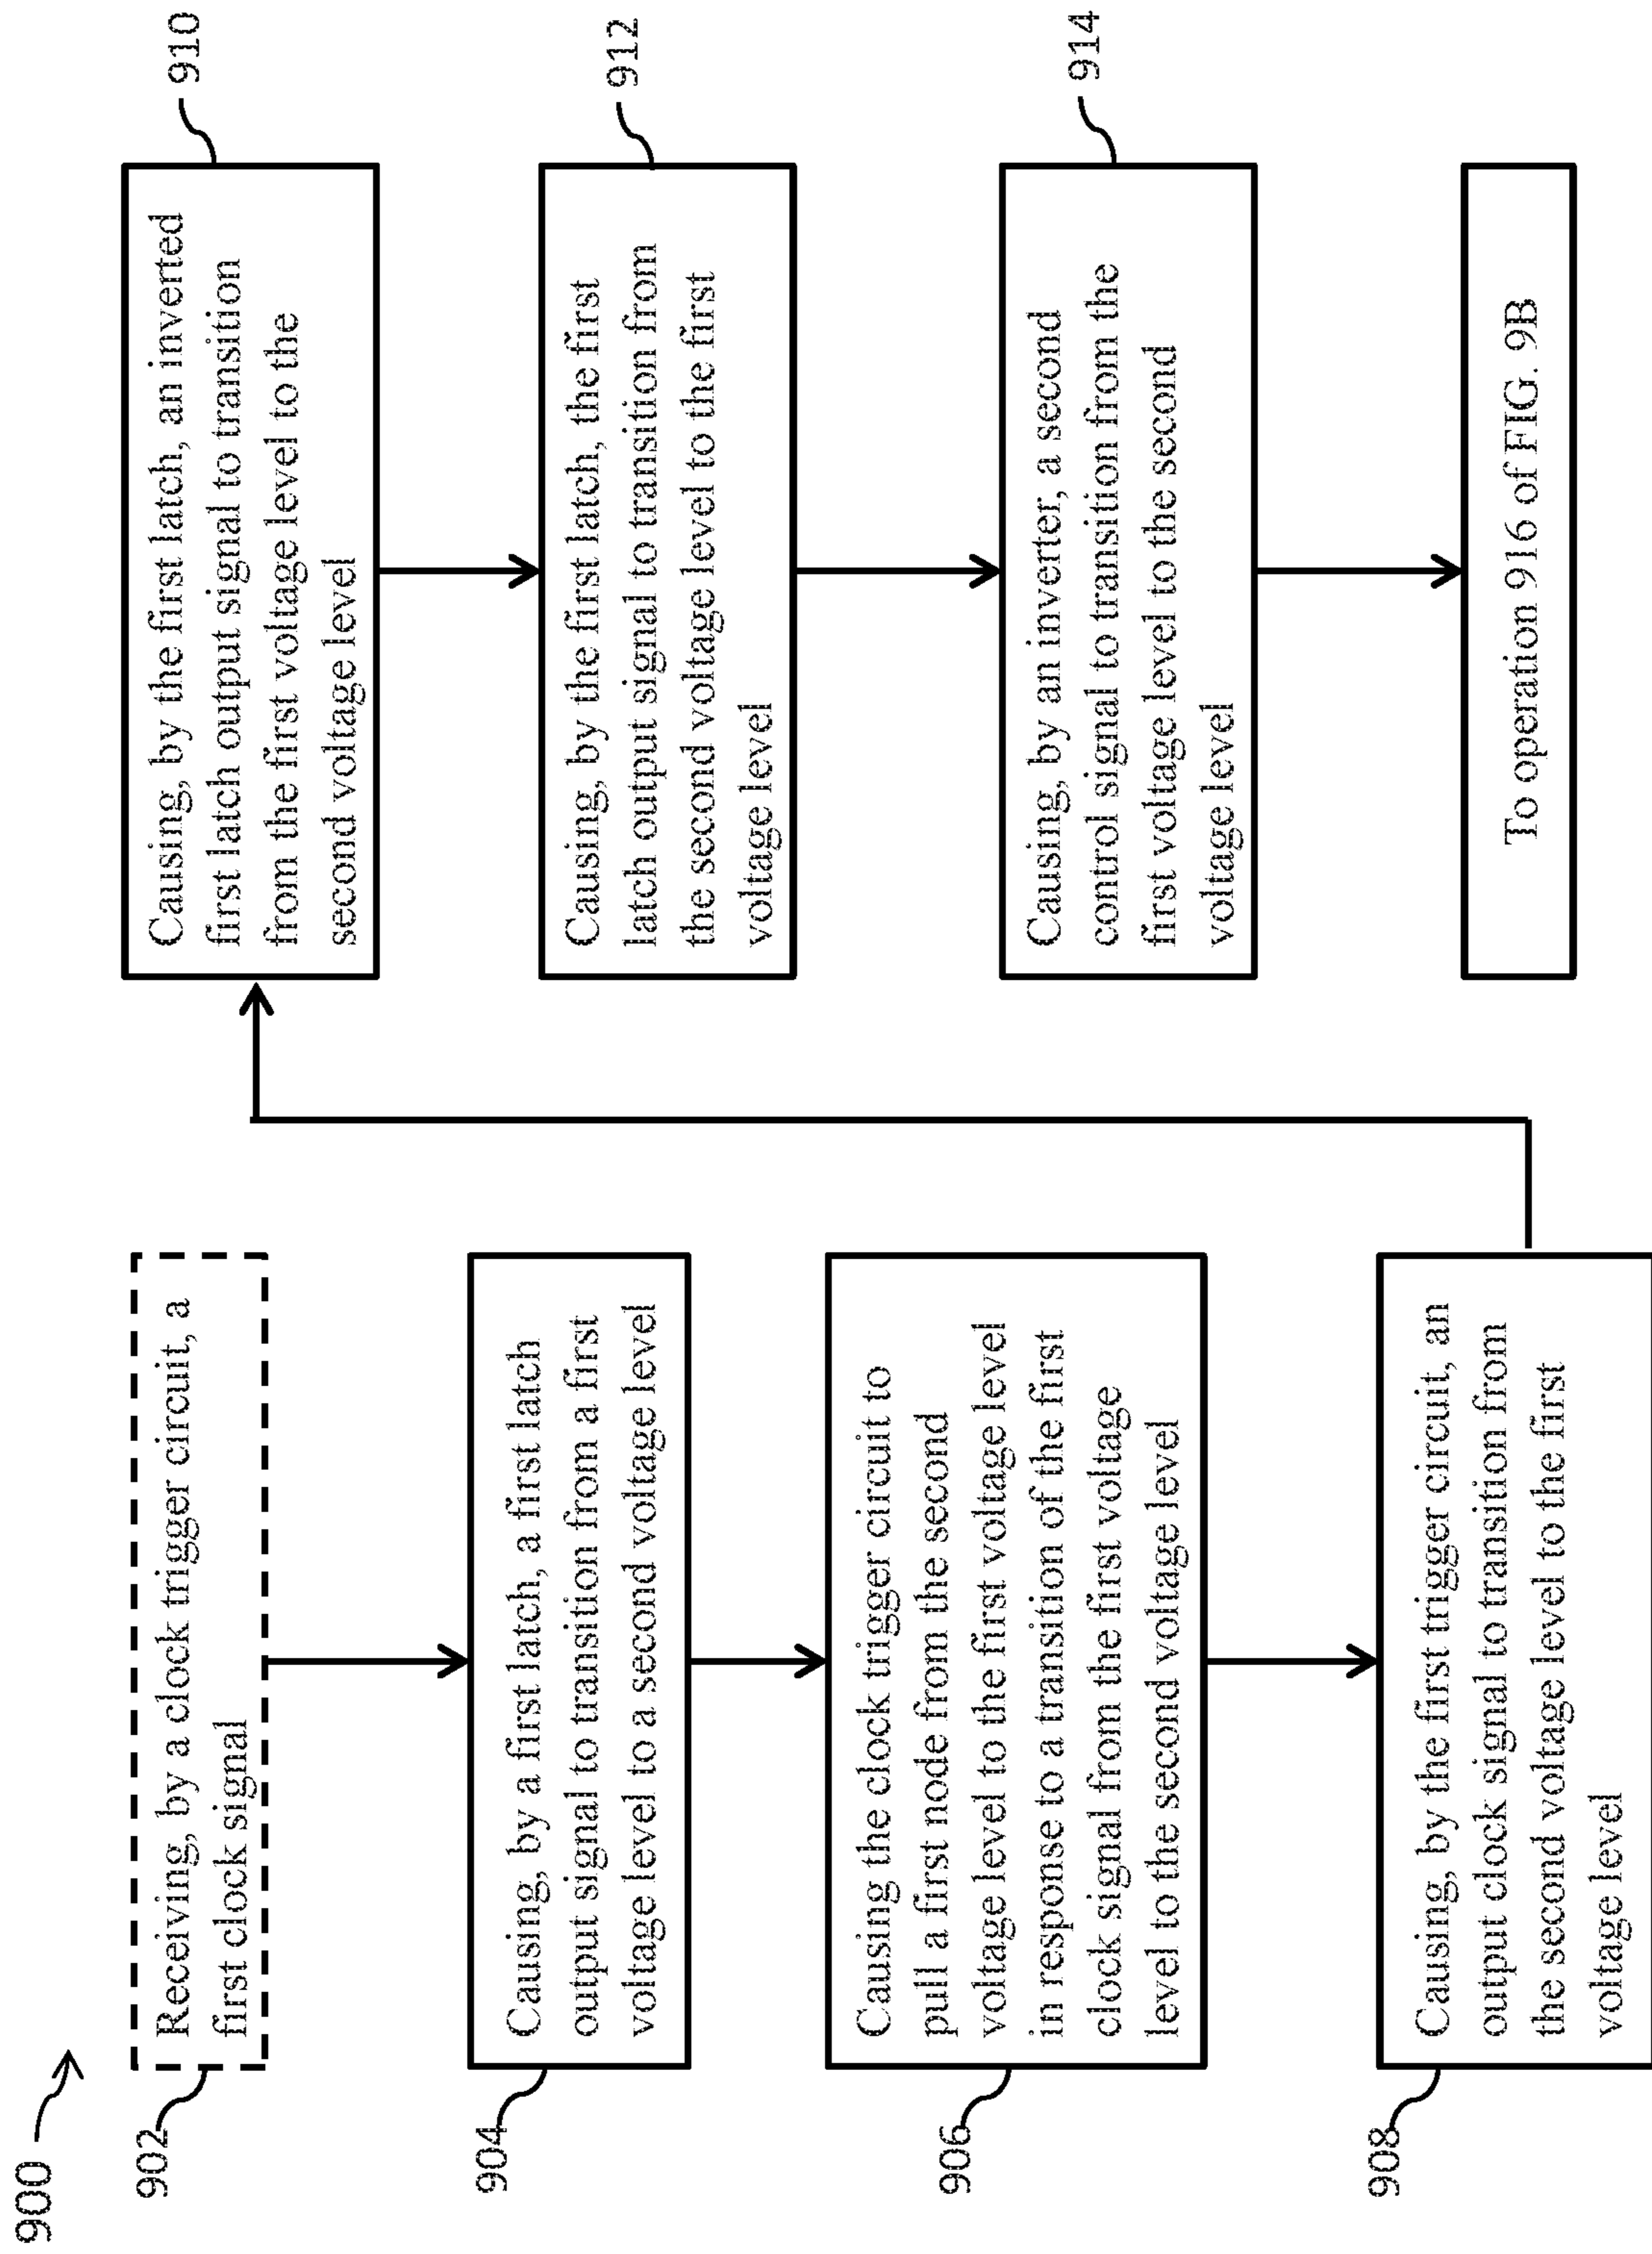 900
902
Receiving, by a clock trigger circuit, a
first clock signal
904
Causing, by a first latch, a first latch
output signal to transition from a first
voltage level to a second voltage level
906
Causing the clock trigger circuit to
pull a first node from the second
voltage level to the first voltage level
in response to a transition of the first
clock signal from the first voltage
level to the second voltage level
908
Causing, by the first trigger circuit, an
output clock signal to transition from
the second voltage level to the first
voltage level
910
Causing, by the first latch, an inverted
first latch output signal to transition
from the first voltage level to the
second voltage level
912
Causing, by the first latch, the first
latch output signal to transition from
the second voltage level to the first
voltage level
914
Causing, by an inverter, a second
control signal to transition from the
first voltage level to the second
voltage level
To operation 916 of FIG. 9B